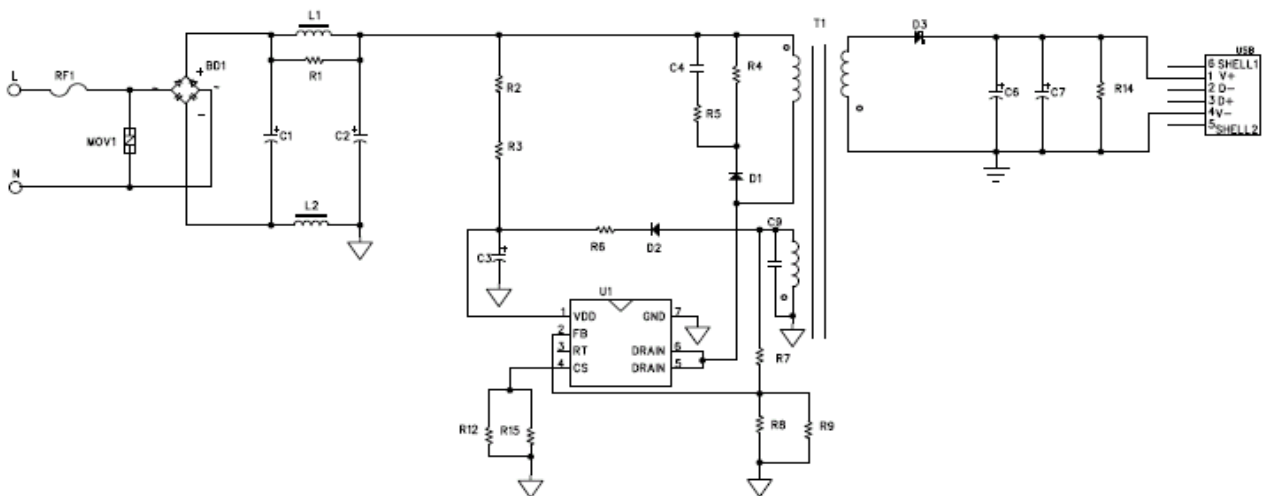 L1
T1
D3
RF1
L
BD1
+
R1
C4
R4
R2
R5
USB
6 SHELL1
1 V+
2 D-
3 D+
4 V-
5 SHELL2
C6
C7
R14
~
~
-
MOV1
C1
C2
R3
D1
N
L2
C9
R6
D2
C3
U1
1 VDD
2 FB
3 RT
4 CS
GND 7
DRAIN 6
DRAIN 5
R7
R12
R15
R8
R9